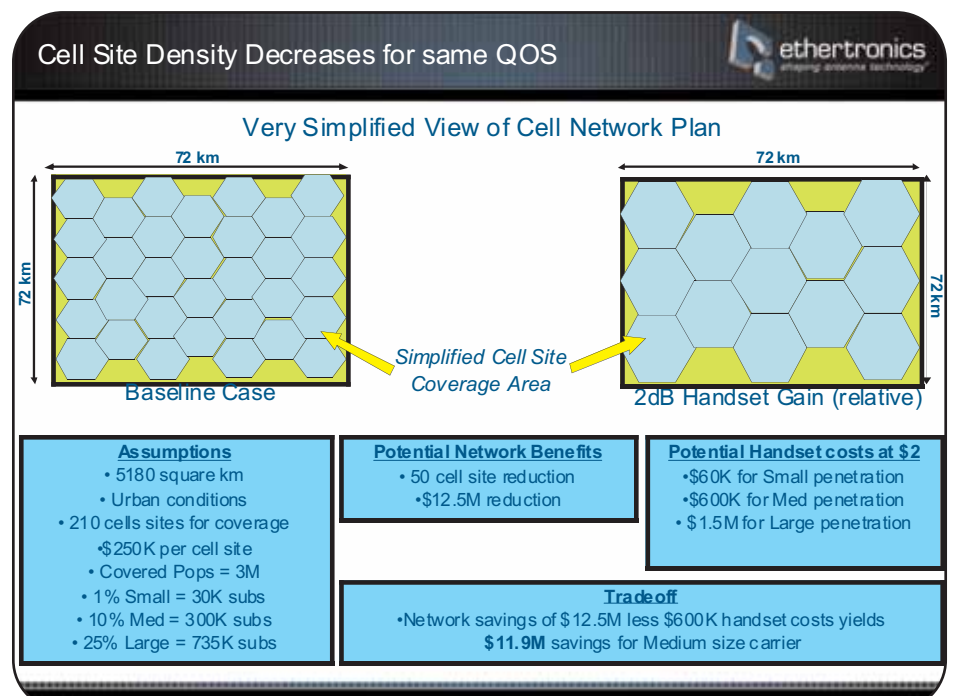 Cell Site Density Decreases for same QOS
ethertronics
shaping antenna technology
Very Simplified View of Cell Network Plan
72 km
72 km
72 km
72 km
Simplified Cell Site
Coverage Area
Baseline Case
2dB Handset Gain (relative)
Assumptions
• 5180 square km
• Urban conditions
• 210 cells sites for coverage
•$250K per cell site
• Covered Pops = 3M
• 1% Small = 30K subs
• 10% Med = 300K subs
• 25% Large = 735K subs
Potential Network Benefits
• 50 cell site reduction
•$12.5M reduction
Potential Handset costs at $2
•$60K for Small penetration
•$600K for Med penetration
• $1.5M for Large penetration
Tradeoff
•Network savings of $12.5M less $600K handset costs yields
$11.9M savings for Medium size carrier